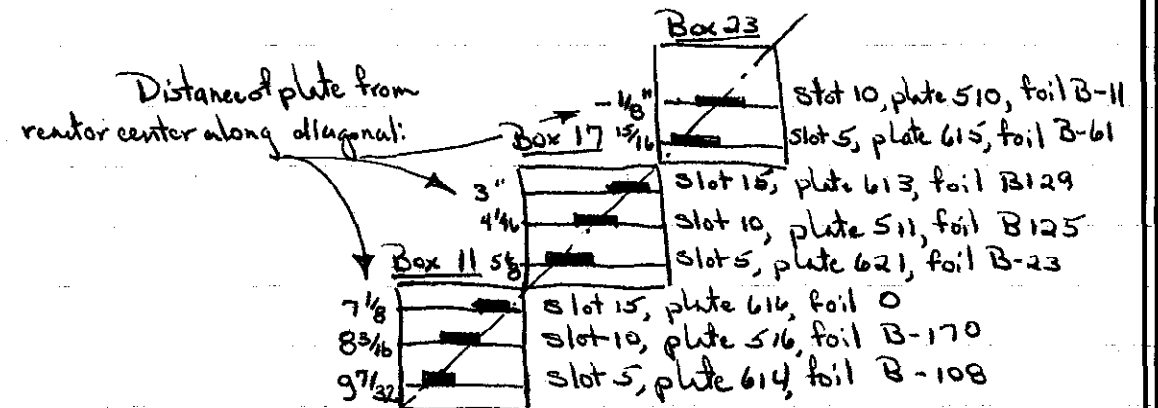 Box 23
Distance of plate from
reactor center along diagonal:
-1/8" slot 10, plate 510, foil B-11
15/16 slot 5, plate 615, foil B-61
Box 17
3" slot 15, plate 613, foil B129
4 1/16 slot 10, plate 511, foil B125
5 1/8 slot 5, plate 621, foil B-23
Box 11
7 1/8 slot 15, plate 616, foil O
8 3/16 slot 10, plate 516, foil B-170
9 7/32 slot 5, plate 614, foil B-108